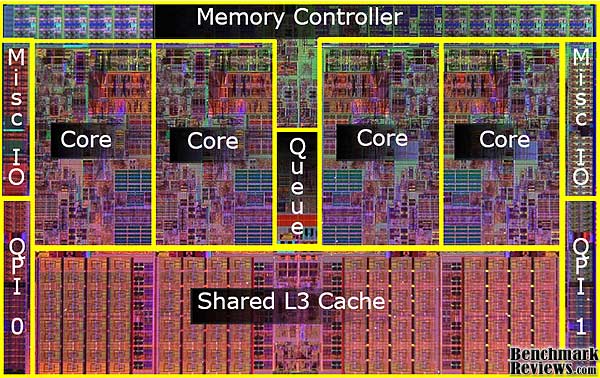 Memory Controller
Misc IO
Misc IO
Core
Core
Core
Core
Queue
QPI 0
QPI 1
Shared L3 Cache
Benchmark
Reviews.com